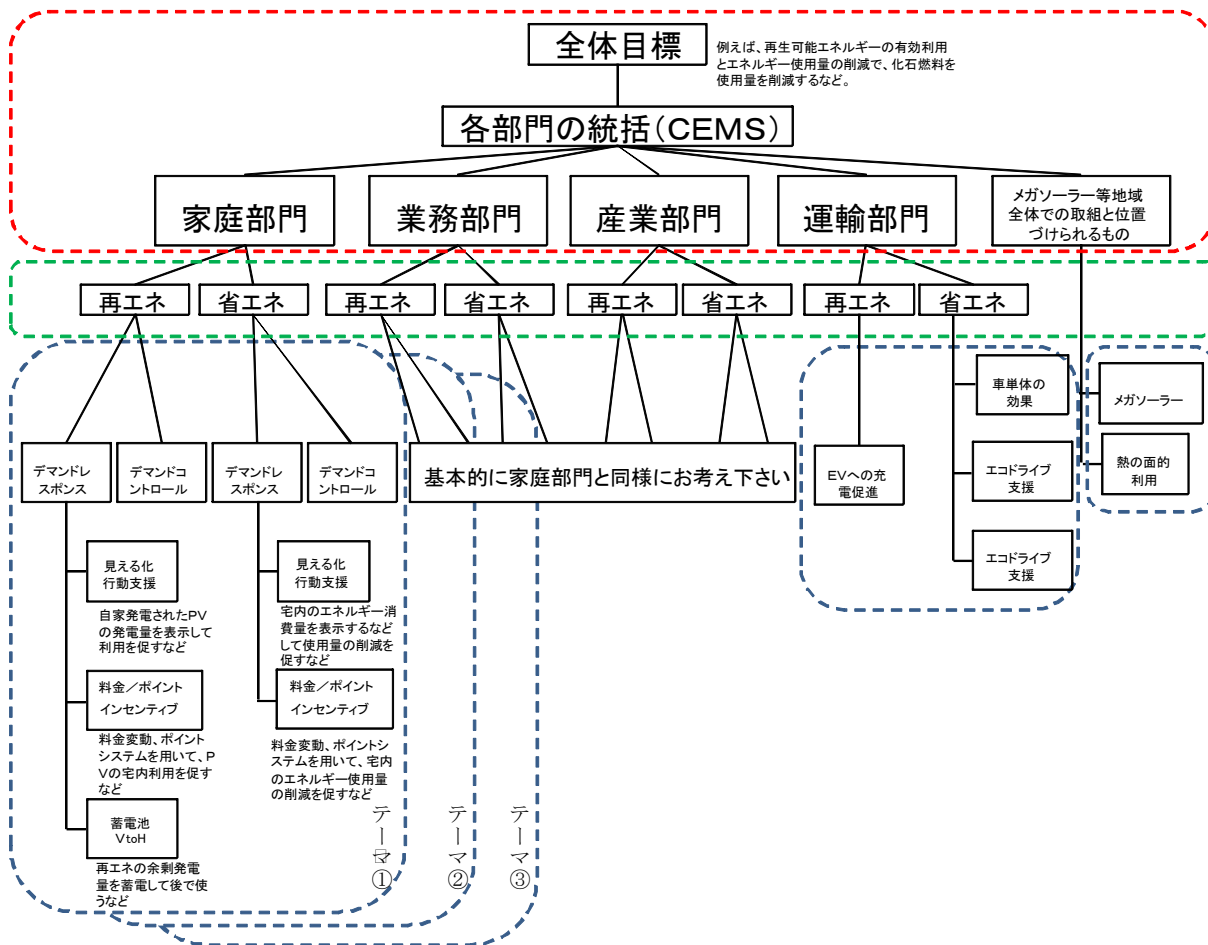 全体目標
例えば、再生可能エネルギーの有効利用
とエネルギー使用量の削減で、化石燃料を
使用量を削減するなど。
各部門の統括(CEMS)
家庭部門
業務部門
産業部門
運輸部門
メガソーラー等地域
全体での取組と位置
づけられるもの
再エネ
省エネ
再エネ
省エネ
再エネ
省エネ
再エネ
省エネ
デマンドレ
スポンス
デマンドコ
ントロール
デマンドレ
スポンス
デマンドコ
ントロール
基本的に家庭部門と同様にお考え下さい
EVへの充
電促進
車単体の
効果
エコドライブ
支援
エコドライブ
支援
メガソーラー
熱の面的
利用
見える化
行動支援
自家発電されたPV
の発電量を表示して
利用を促すなど
料金/ポイント
インセンティブ
料金変動、ポイント
システムを用いて、P
Vの宅内利用を促す
など
蓄電池
VtoH
再エネの余剰発電
量を蓄電して後で使
うなど
見える化
行動支援
宅内のエネルギー消
費量を表示するなど
して使用量の削減を
促すなど
料金/ポイント
インセンティブ
料金変動、ポイントシ
ステムを用いて、宅内
のエネルギー使用量
の削減を促すなど
テーマ①
テーマ②
テーマ③